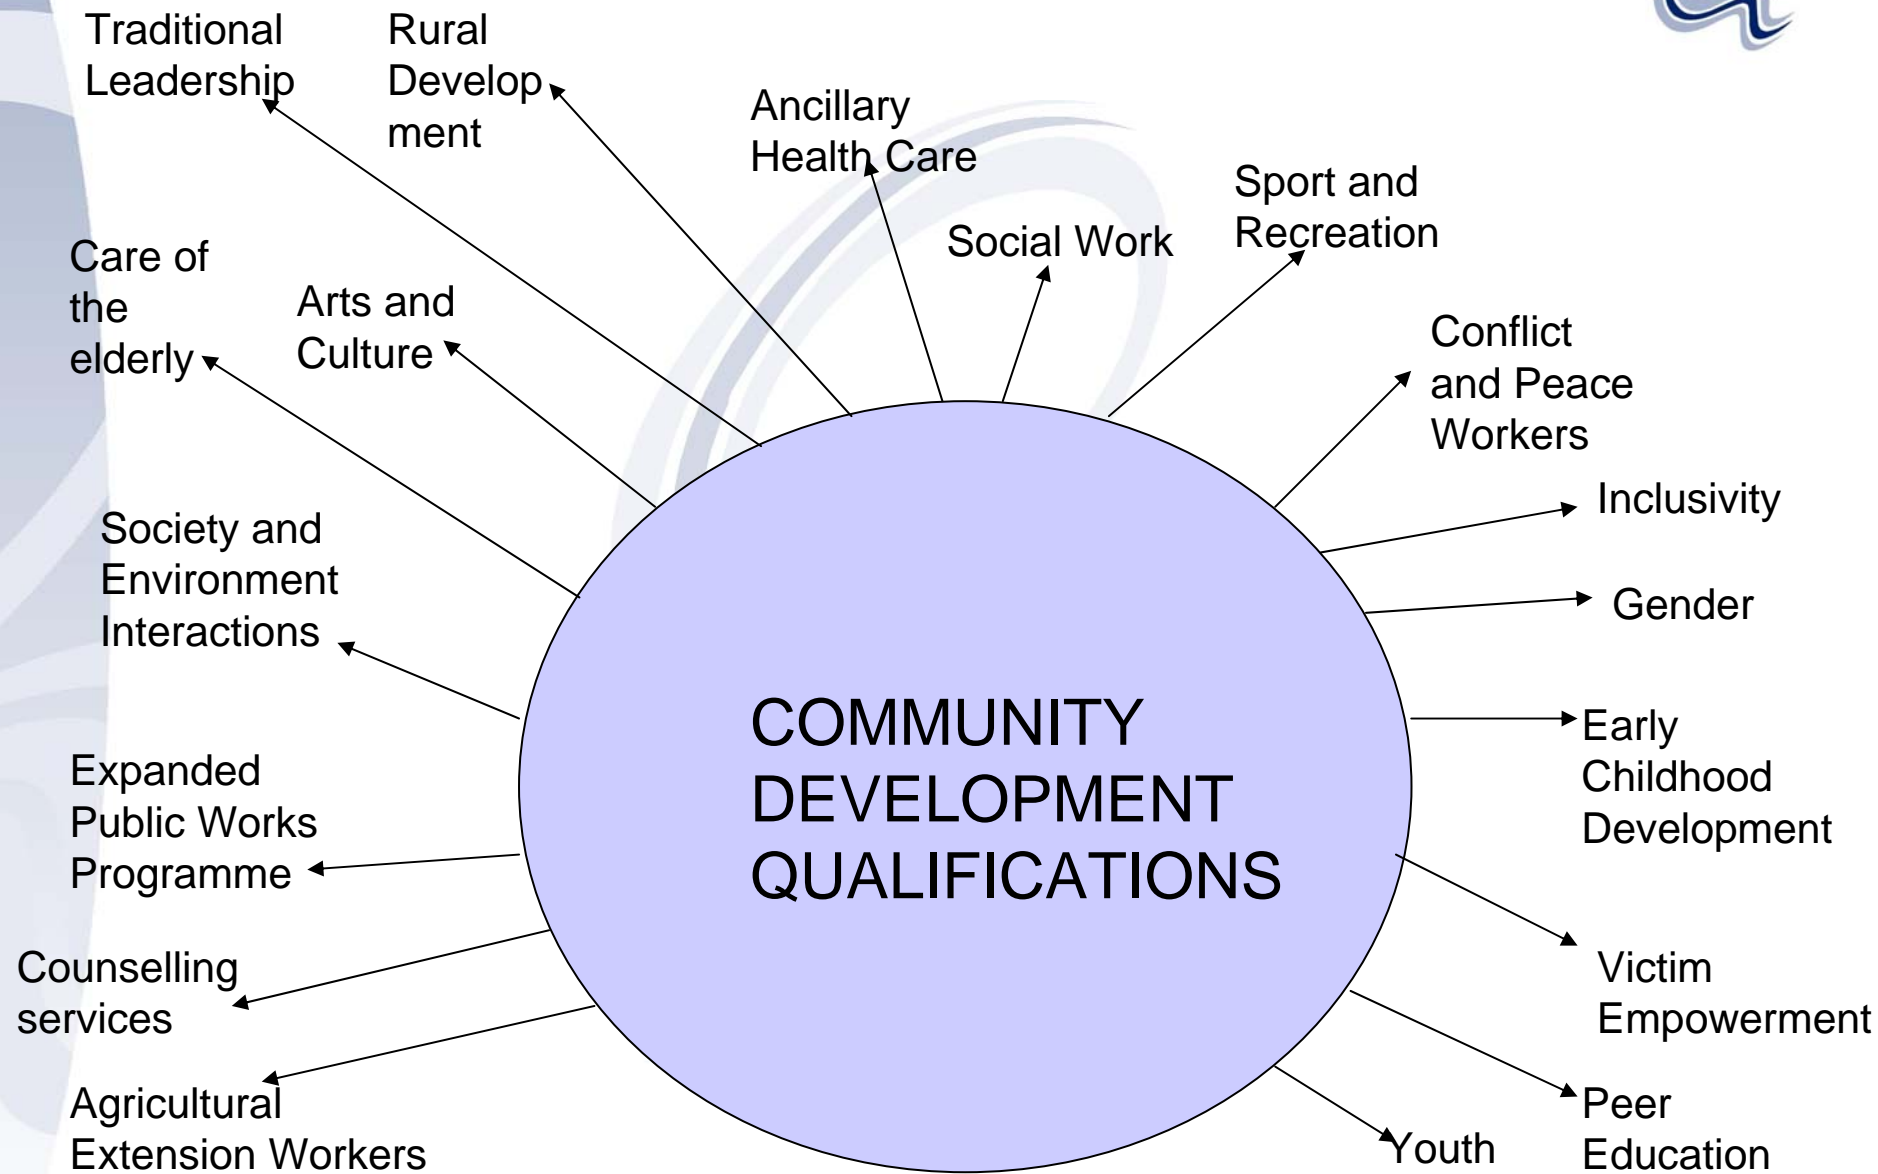 Traditional
Leadership
Rural
Develop
ment
Ancillary
Health Care
Social Work
Sport and
Recreation
Care of
the
elderly
Arts and
Culture
Conflict
and Peace
Workers
Inclusivity
Society and
Environment
Interactions
Gender
COMMUNITY
DEVELOPMENT
QUALIFICATIONS
Early
Childhood
Development
Expanded
Public Works
Programme
Counselling
services
Victim
Empowerment
Agricultural
Extension Workers
Youth
Peer
Education